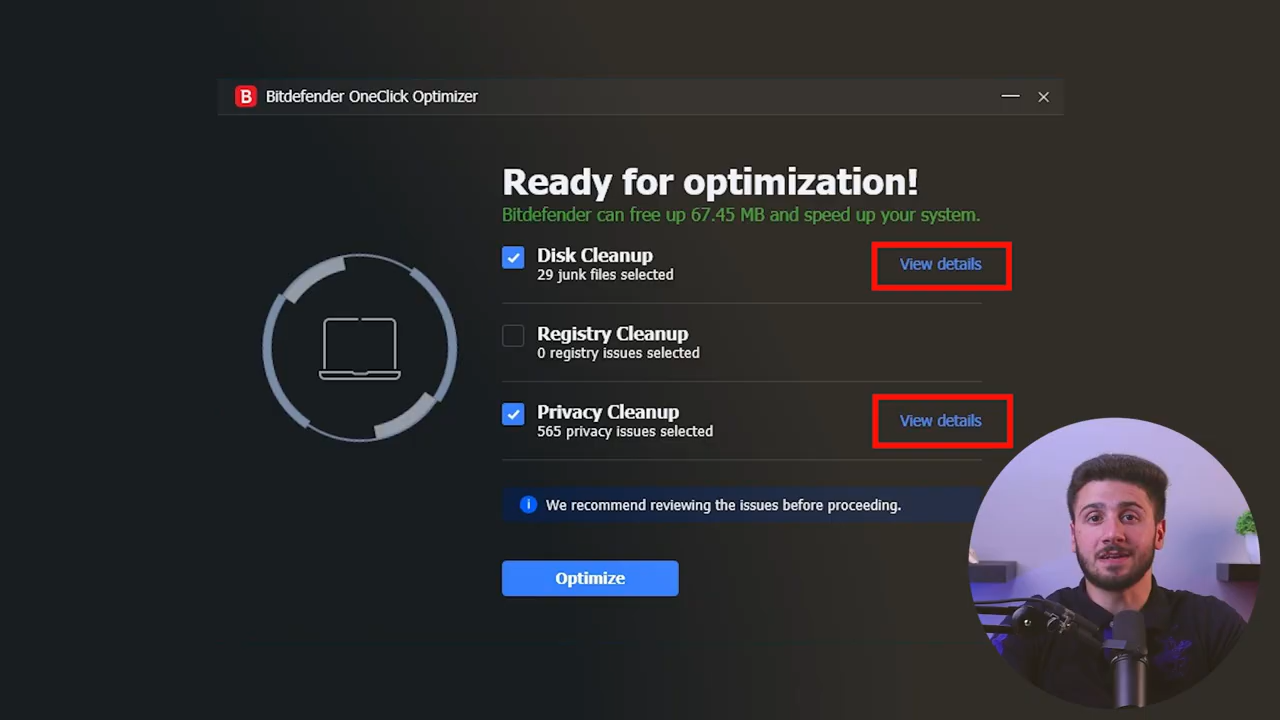 B Bitdefender OneClick Optimizer
Ready for optimization!
Bitdefender can free up 67.45 MB and speed up your system.
Disk Cleanup
29 junk files selected
View details
Registry Cleanup
0 registry issues selected
Privacy Cleanup
565 privacy issues selected
View details
i We recommend reviewing the issues before proceeding.
Optimize